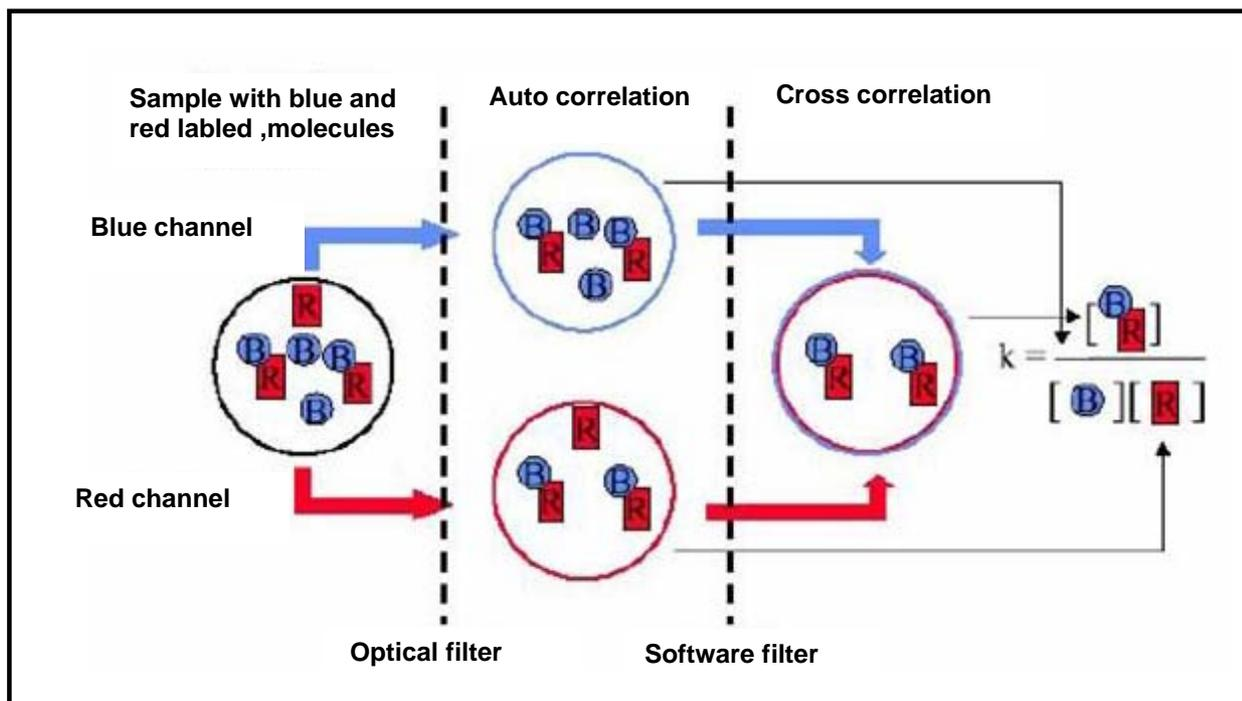 Sample with blue and
red labled ,molecules
Auto correlation
Cross correlation
Blue channel
B
B
B
R
R
B
R
B
B
B
R
R
B
B
B
R
R
B
R
k =
[ B R ]
[ B ][ R ]
R
B
B
R
R
Red channel
Optical filter
Software filter